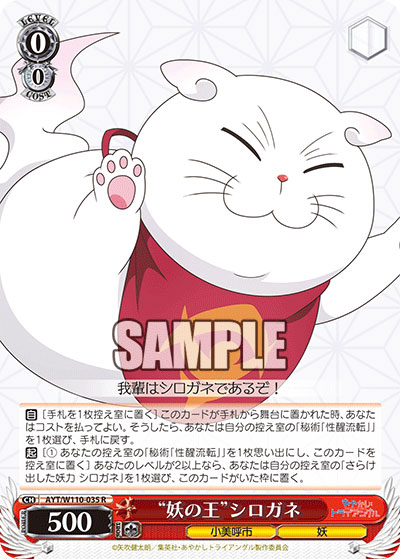 LEVEL
0
0
COST
SAMPLE
我輩はシロガネであるぞ！
自［手札を1枚控え室に置く］このカードが手札から舞台に置かれた時、あなた
はコストを払ってよい。そうしたら、あなたは自分の控え室の「秘術「性醒流転」」
を1枚選び、手札に戻す。
起［① あなたの控え室の「秘術「性醒流転」」を1枚思い出にし、このカードを
控え室に置く］あなたのレベルが2以上なら、あなたは自分の控え室の「さらけ
出した妖力 シロガネ」を1枚選び、このカードがいた枠に置く。
CH AYT/W110-035 R
500
“妖の王”シロガネ
あやかしトライアングル
小美呼市
妖
©矢吹健太朗／集英社・あやかしトライアングル製作委員会